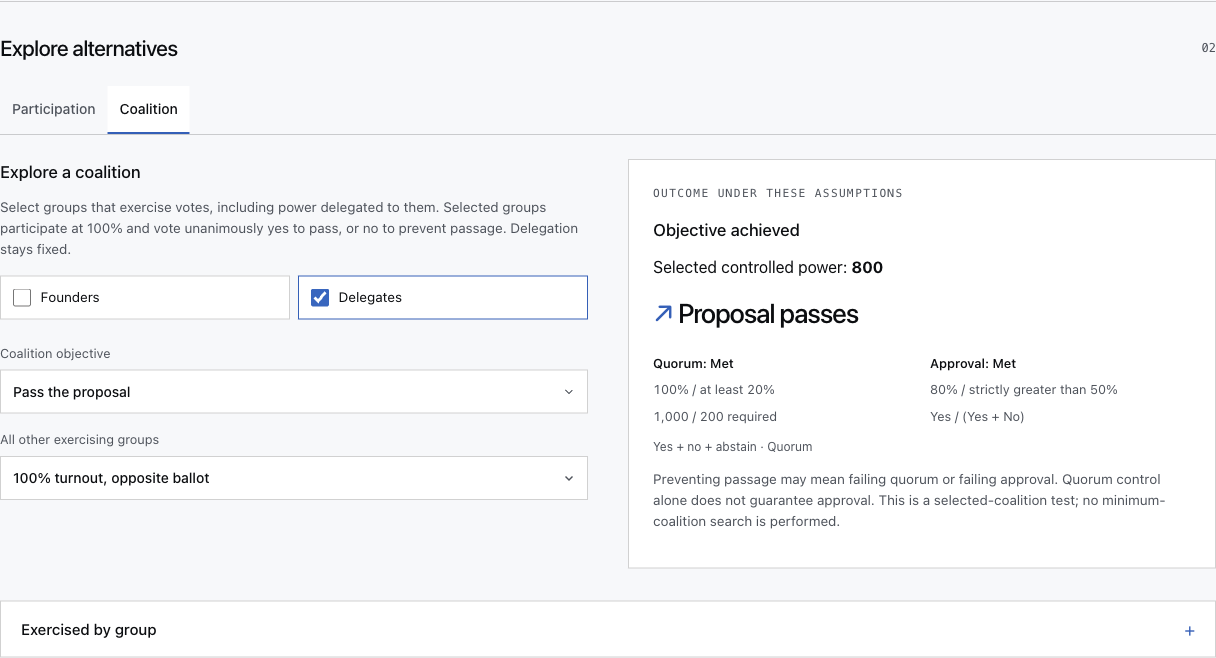 Explore alternatives
02
Participation
Coalition
Explore a coalition
Select groups that exercise votes, including power delegated to them. Selected groups
participate at 100% and vote unanimously yes to pass, or no to prevent passage. Delegation
stays fixed.
Founders
Delegates
Coalition objective
Pass the proposal
All other exercising groups
100% turnout, opposite ballot
OUTCOME UNDER THESE ASSUMPTIONS
Objective achieved
Selected controlled power: 800
Proposal passes
Quorum: Met
100% / at least 20%
1,000 / 200 required
Yes + no + abstain · Quorum
Approval: Met
80% / strictly greater than 50%
Yes / (Yes + No)
Preventing passage may mean failing quorum or failing approval. Quorum control
alone does not guarantee approval. This is a selected-coalition test; no minimum-
coalition search is performed.
Exercised by group
+